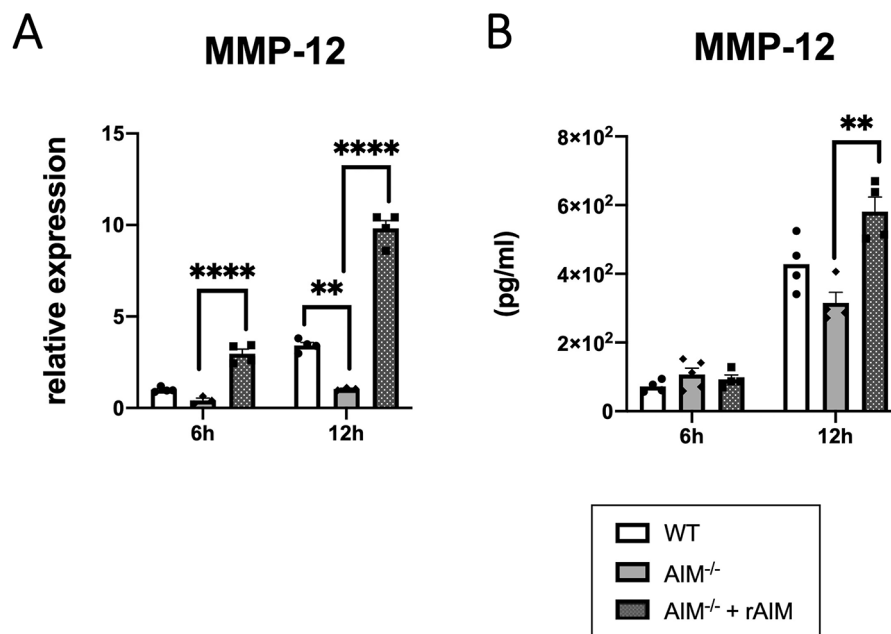 A
MMP-12
relative expression
15
10
5
0
****
**
****
6h
12h
B
MMP-12
(pg/ml)
8×10²
6×10²
4×10²
2×10²
0
**
6h
12h
WT
AIM⁻/⁻
AIM⁻/⁻ + rAIM